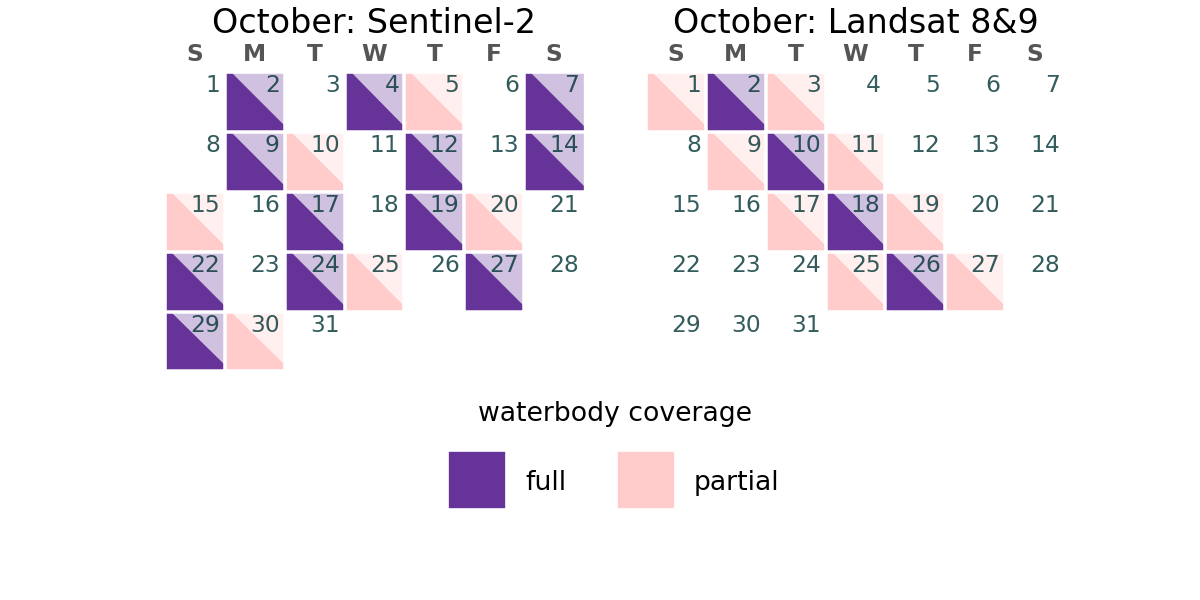 October: Sentinel-2
S M T W T F S
1 2 3 4 5 6 7
8 9 10 11 12 13 14
15 16 17 18 19 20 21
22 23 24 25 26 27 28
29 30 31
October: Landsat 8&9
S M T W T F S
1 2 3 4 5 6 7
8 9 10 11 12 13 14
15 16 17 18 19 20 21
22 23 24 25 26 27 28
29 30 31
waterbody coverage
full partial